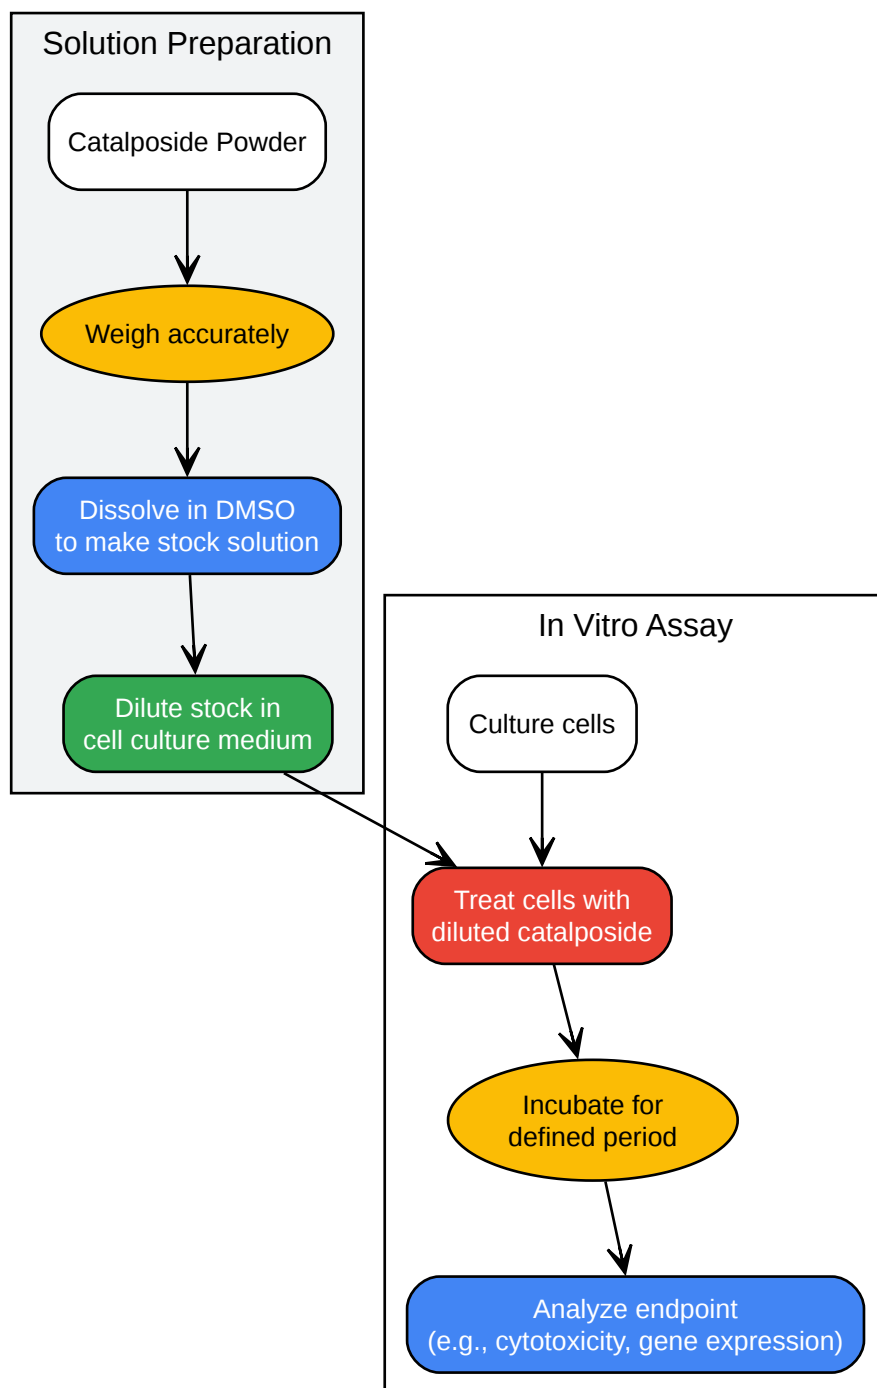 Solution Preparation
Catalposide Powder
Weigh accurately
Dissolve in DMSO
to make stock solution
Dilute stock in
cell culture medium
In Vitro Assay
Culture cells
Treat cells with
diluted catalposide
Incubate for
defined period
Analyze endpoint
(e.g., cytotoxicity, gene expression)